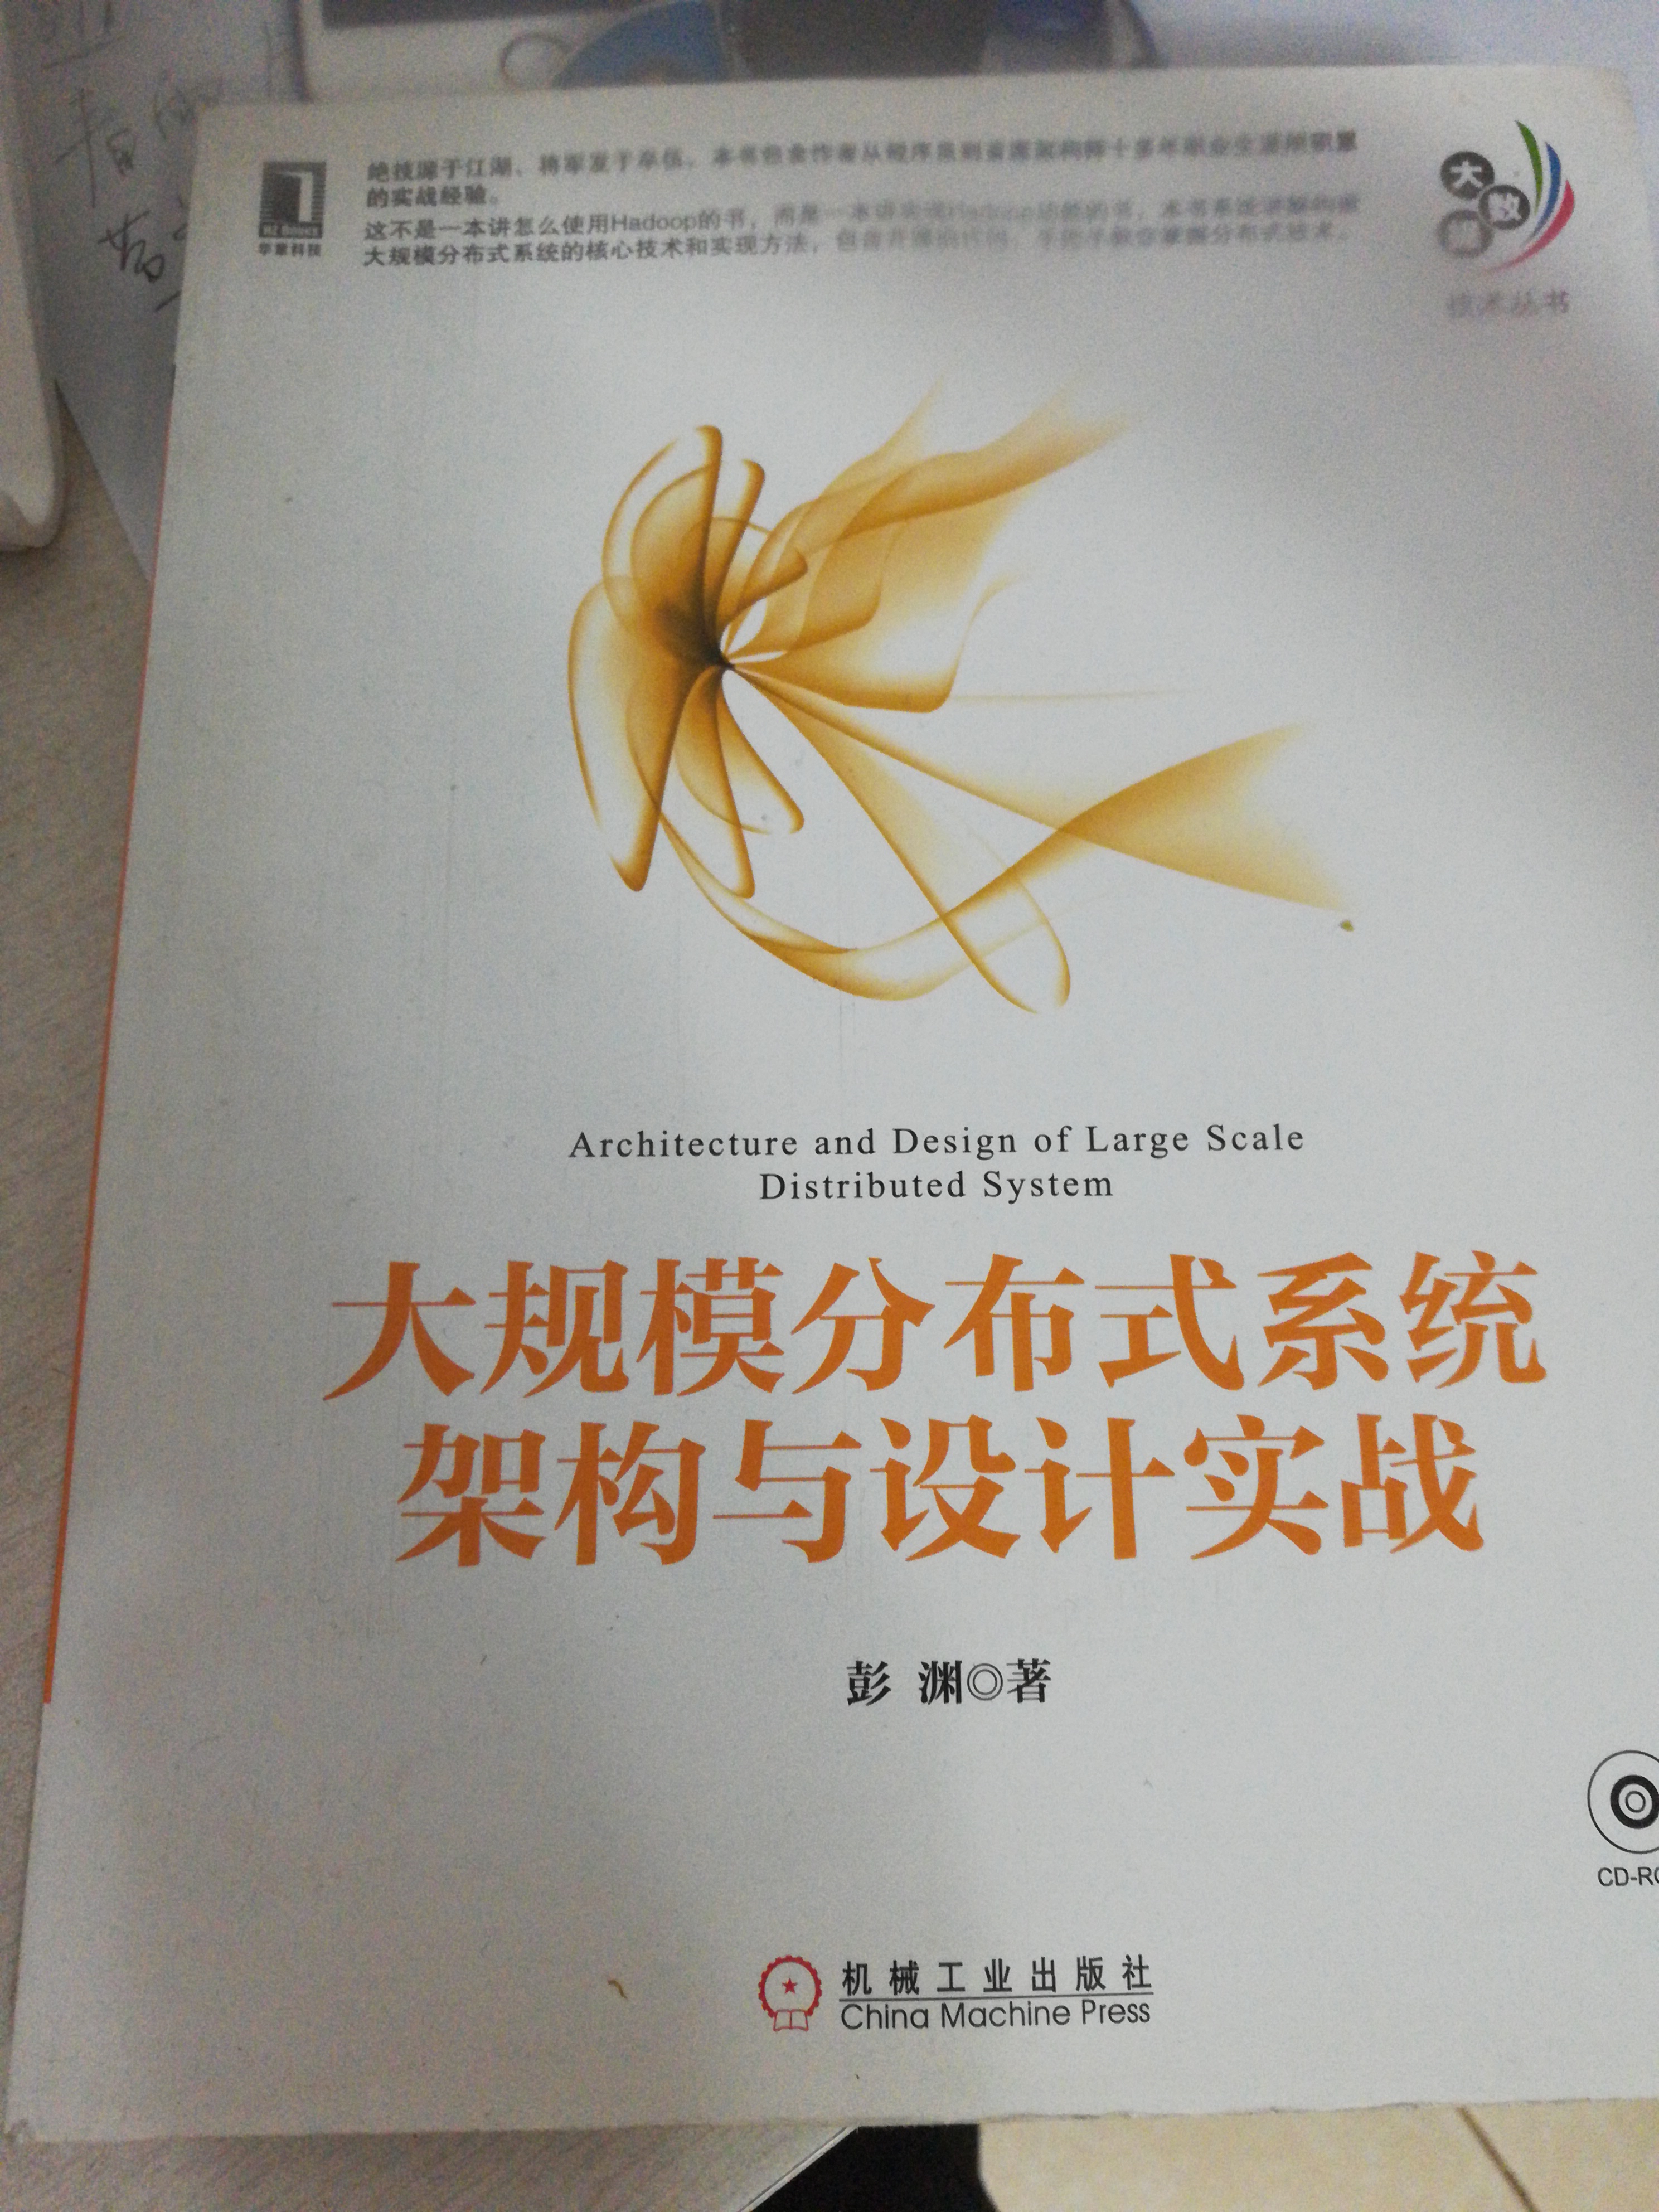 HZ Books
华章科技
绝技源于江湖、将军发于卒伍。本书包含作者从程序员到首席架构师十多年职业生涯所积累
的实战经验。
这不是一本讲怎么使用Hadoop的书,而是一本讲实现Hadoop功能的书,本书系统讲解构建
大规模分布式系统的核心技术和实现方法,包含开源的代码,手把手教你掌握分布式技术。
大
数
据
技术丛书
Architecture and Design of Large Scale
Distributed System
大规模分布式系统
架构与设计实战
彭 渊◎著
CD-RO
机械工业出版社
China Machine Press